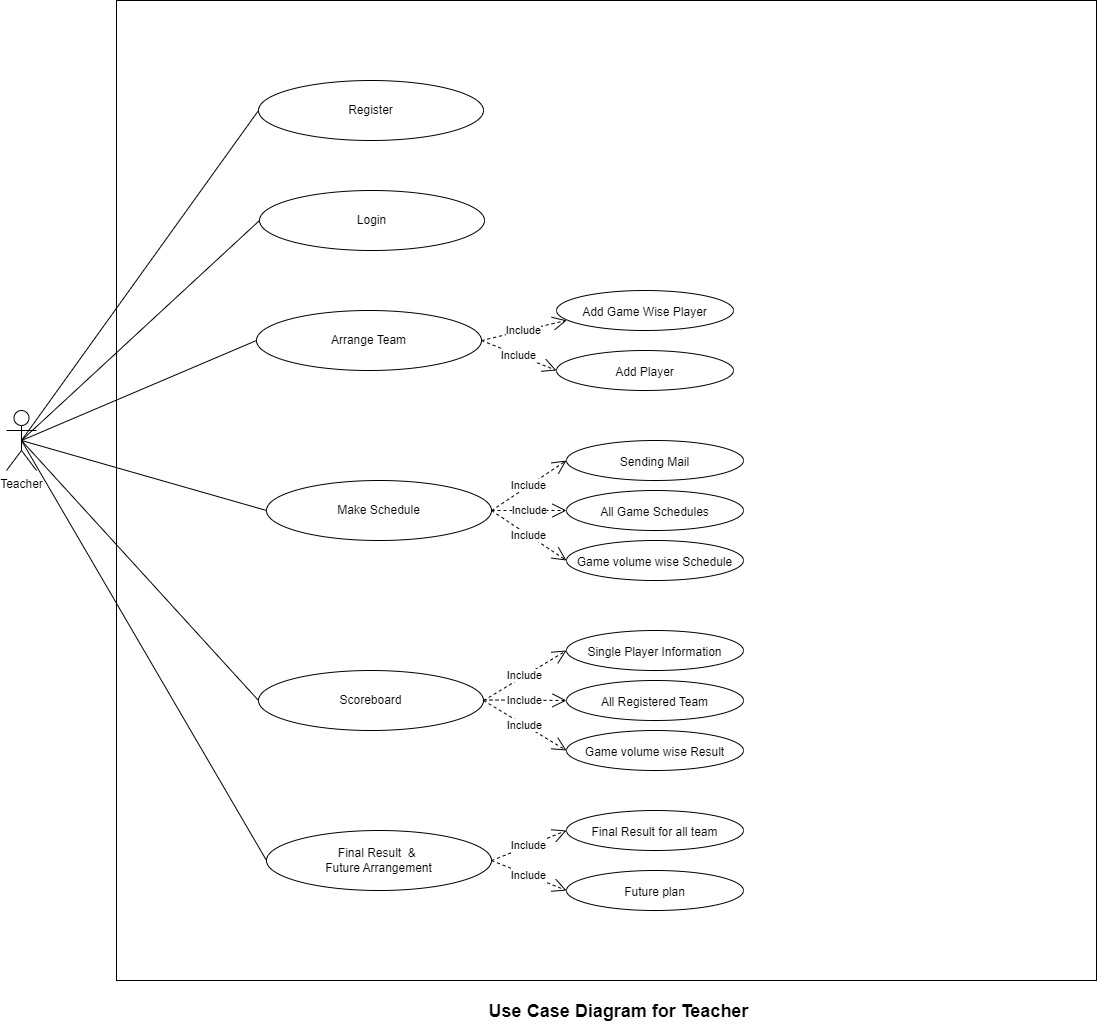 Register
Login
Add Game Wise Player
Include
Arrange Team
Include
Add Player
Teacher
Sending Mail
Include
Make Schedule
Include
All Game Schedules
Include
Game volume wise Schedule
Single Player Information
Include
Scoreboard
Include
All Registered Team
Include
Game volume wise Result
Final Result for all team
Include
Final Result &
Future Arrangement
Include
Future plan
Use Case Diagram for Teacher